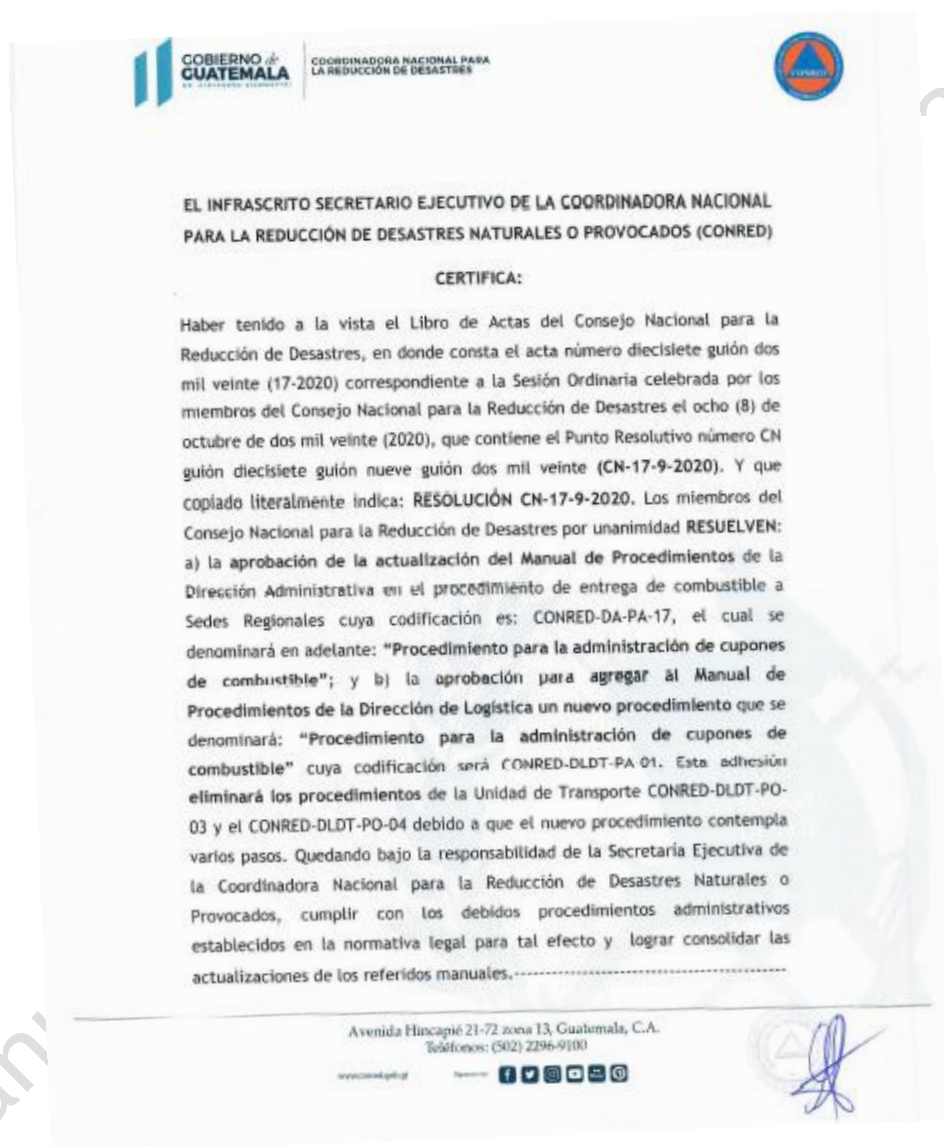 GOBIERNO de
GUATEMALA
COORDINADORA NACIONAL PARA
LA REDUCCIÓN DE DESASTRES
CONRED
EL INFRASCRITO SECRETARIO EJECUTIVO DE LA COORDINADORA NACIONAL
PARA LA REDUCCIÓN DE DESASTRES NATURALES O PROVOCADOS (CONRED)
CERTIFICA:
Haber tenido a la vista el Libro de Actas del Consejo Nacional para la
Reducción de Desastres, en donde consta el acta número diecisiete guión dos
mil veinte (17-2020) correspondiente a la Sesión Ordinaria celebrada por los
miembros del Consejo Nacional para la Reducción de Desastres el ocho (8) de
octubre de dos mil veinte (2020), que contiene el Punto Resolutivo número CN
guión diecisiete guión nueve guión dos mil veinte (CN-17-9-2020). Y que
copiado literalmente indica: RESOLUCIÓN CN-17-9-2020. Los miembros del
Consejo Nacional para la Reducción de Desastres por unanimidad RESUELVEN:
a) la aprobación de la actualización del Manual de Procedimientos de la
Dirección Administrativa en el procedimiento de entrega de combustible a
Sedes Regionales cuya codificación es: CONRED-DA-PA-17, el cual se
denominará en adelante: "Procedimiento para la administración de cupones
de combustible"; y b) la aprobación para agregar al Manual de
Procedimientos de la Dirección de Logística un nuevo procedimiento que se
denominará: "Procedimiento para la administración de cupones de
combustible" cuya codificación será CONRED-DLDT-PA 01. Esta adhesión
eliminará los procedimientos de la Unidad de Transporte CONRED-DLDT-PO-
03 y el CONRED-DLDT-PO-04 debido a que el nuevo procedimiento contempla
varios pasos. Quedando bajo la responsabilidad de la Secretaría Ejecutiva de
la Coordinadora Nacional para la Reducción de Desastres Naturales o
Provocados, cumplir con los debidos procedimientos administrativos
establecidos en la normativa legal para tal efecto y lograr consolidar las
actualizaciones de los referidos manuales.----------------------------------------
Avenida Hincapié 21-72 zona 13, Guatemala, C.A.
Teléfonos: (502) 2296-9100
www.conred.gob.gt